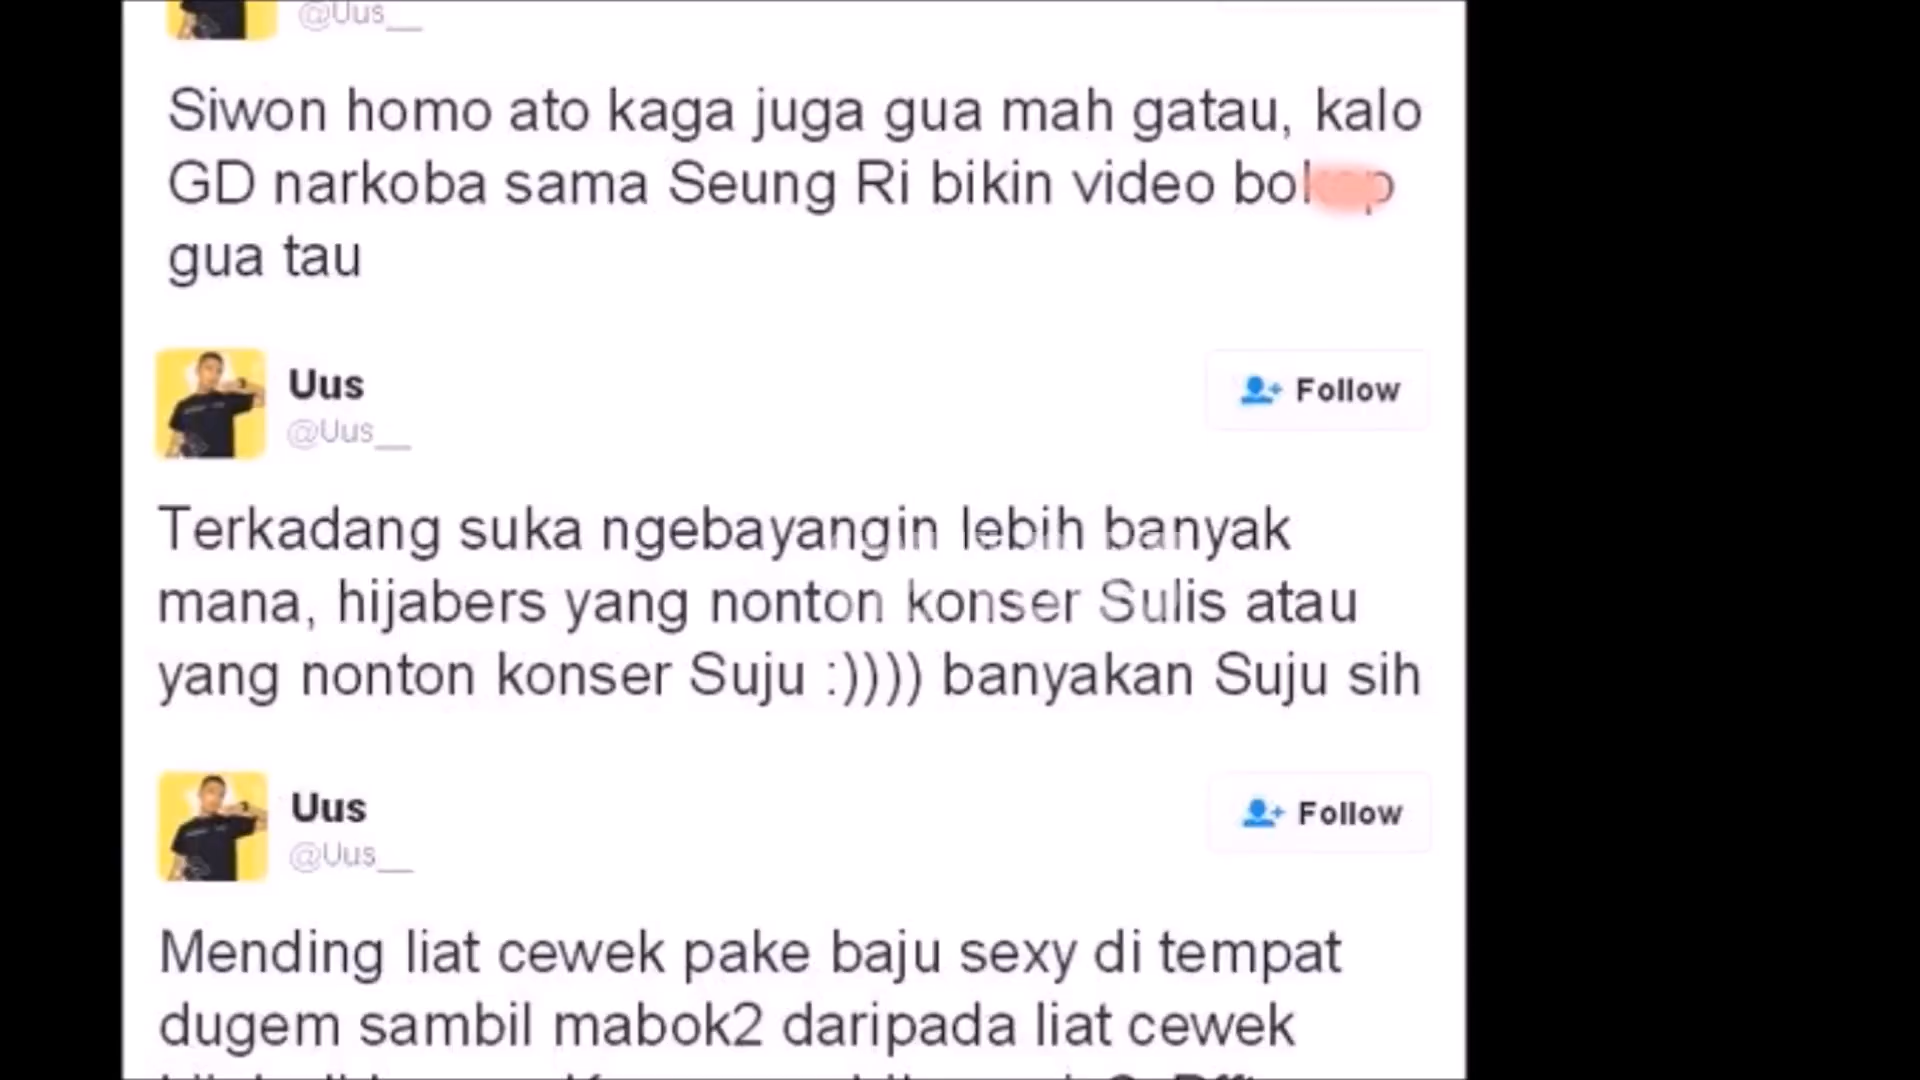 @Uus__
Siwon homo ato kaga juga gua mah gatau, kalo
GD narkoba sama Seung Ri bikin video
gua tau
Uus
@Uus__
Follow
Terkadang suka ngebayangin lebih banyak
mana, hijabers yang nonton konser Sulis atau
yang nonton konser Suju :)))) banyakan Suju sih
Uus
@Uus__
Follow
Mending liat cewek pake baju sexy di tempat
dugem sambil mabok2 daripada liat cewek